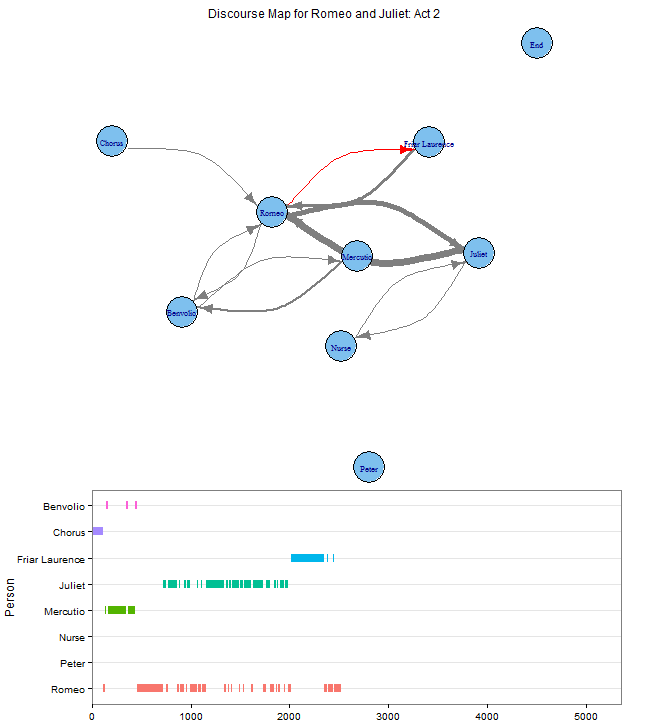 Discourse Map for Romeo and Juliet: Act 2
End
Chorus
Friar Laurence
Romeo
Mercutio
Juliet
Benvolio
Nurse
Peter
Benvolio
Chorus
Friar Laurence
Juliet
Mercutio
Nurse
Peter
Romeo
Person
0 1000 2000 3000 4000 5000